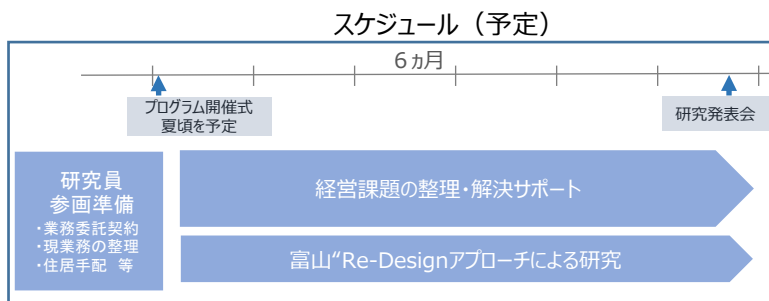 スケジュール（予定）
6ヵ月
プログラム開催式
夏頃を予定
研究発表会
研究員
参画準備
・業務委託契約
・現業務の整理
・住居手配 等
経営課題の整理・解決サポート
富山“Re-Designアプローチによる研究